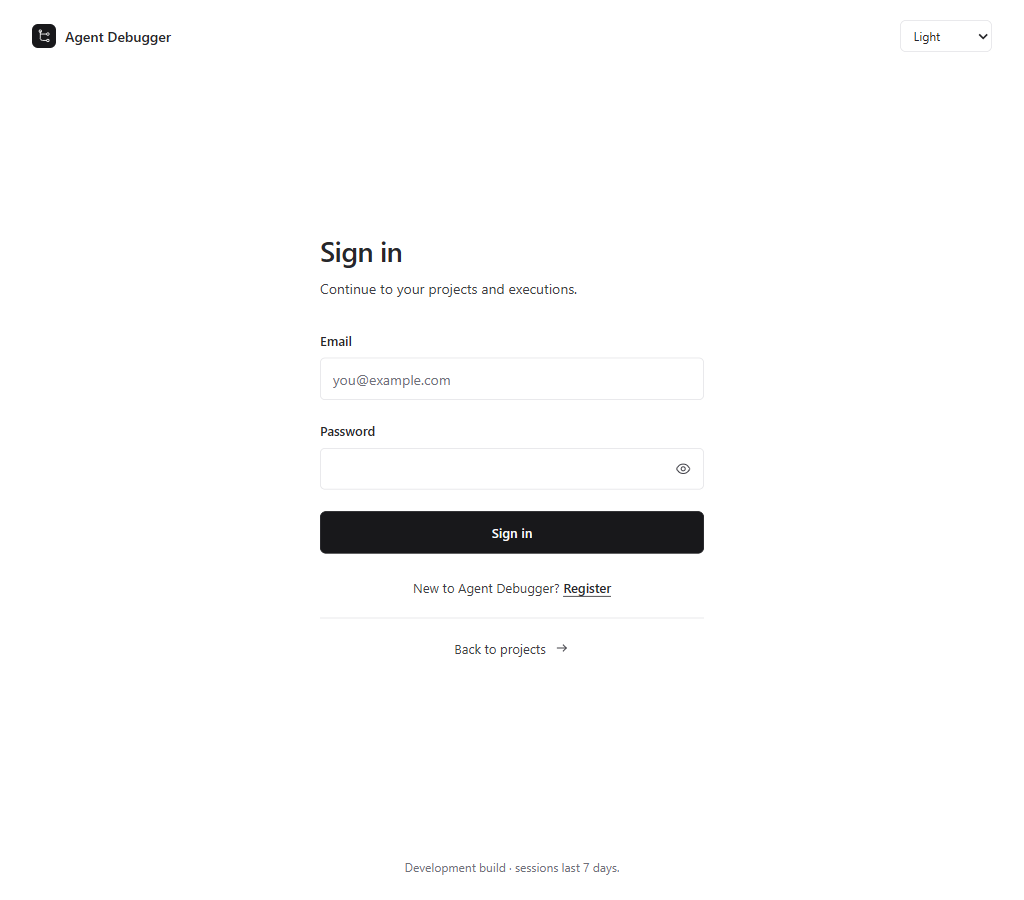 Agent Debugger
Light
Sign in
Continue to your projects and executions.
Email
you@example.com
Password
Sign in
New to Agent Debugger? Register
Back to projects →
Development build · sessions last 7 days.